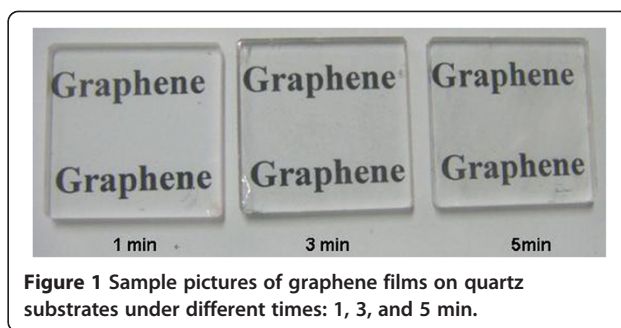 Graphene Graphene Graphene
Graphene Graphene Graphene
1 min 3 min 5min
Figure 1 Sample pictures of graphene films on quartz
substrates under different times: 1, 3, and 5 min.